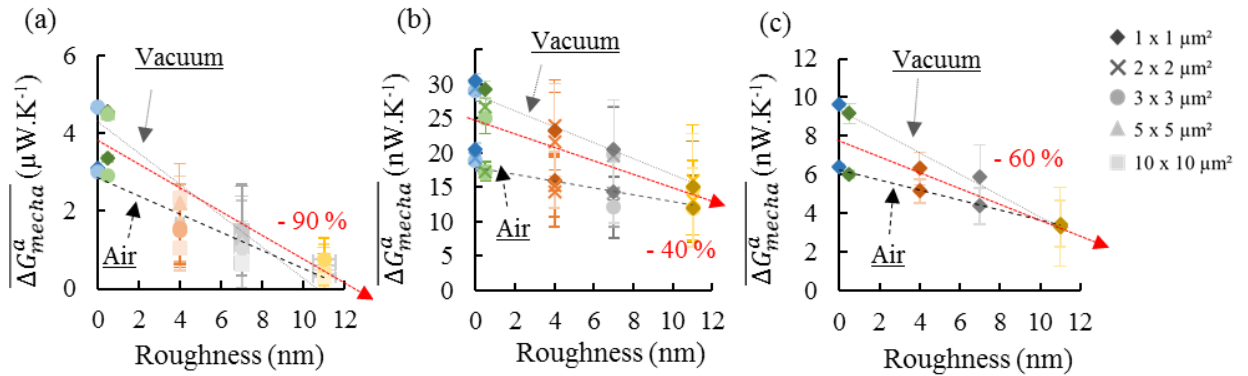 (a)
ΔG^a_mecha (μW.K⁻¹)
6
4
2
0
Vacuum
Air
- 90 %
0 2 4 6 8 10 12
Roughness (nm)
(b)
ΔG^a_mecha (nW.K⁻¹)
30
25
20
15
10
5
0
Vacuum
Air
- 40 %
0 2 4 6 8 10 12
Roughness (nm)
(c)
ΔG^a_mecha (nW.K⁻¹)
12
10
8
6
4
2
0
Vacuum
Air
- 60 %
0 2 4 6 8 10 12
Roughness (nm)
1 x 1 μm²
2 x 2 μm²
3 x 3 μm²
5 x 5 μm²
10 x 10 μm²